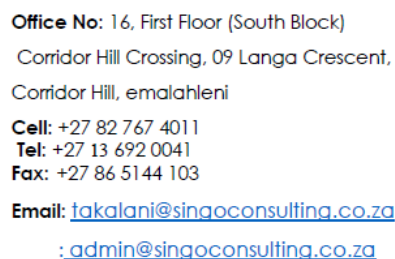 Office No: 16, First Floor (South Block)
Corridor Hill Crossing, 09 Langa Crescent,
Corridor Hill, emalahleni
Cell: +27 82 767 4011
Tel: +27 13 692 0041
Fax: +27 86 5144 103
Email: takalani@singoconsulting.co.za
: admin@singoconsulting.co.za